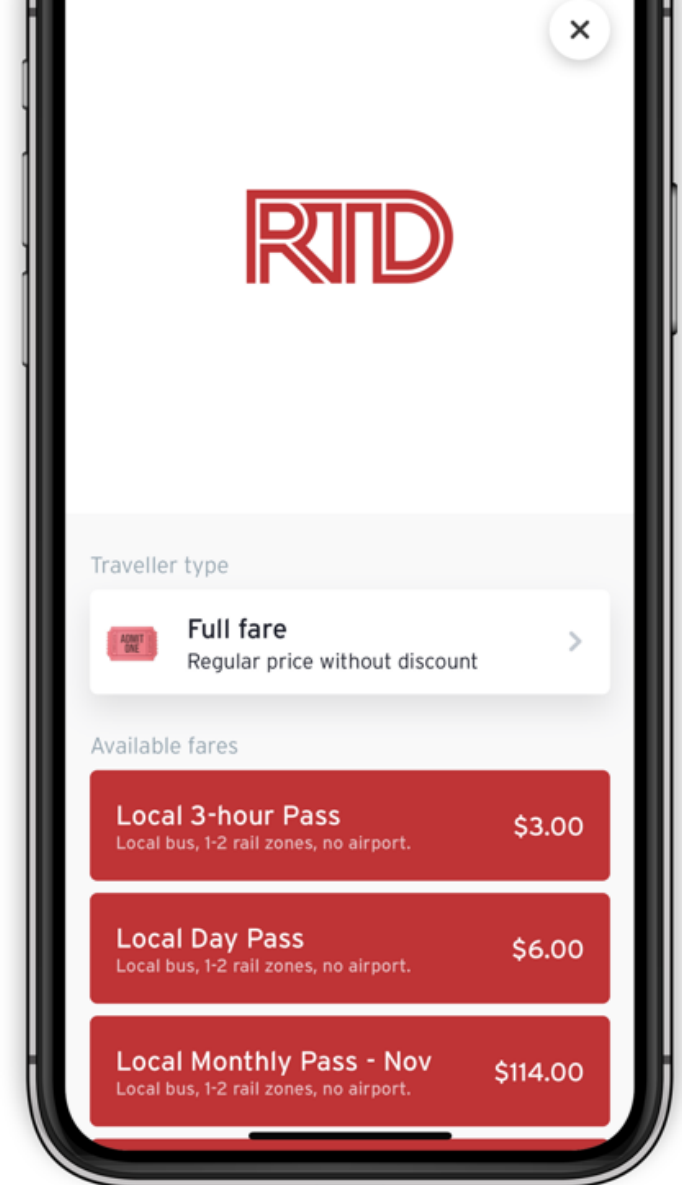 RTD
Traveller type
ADMIT
ONE
Full fare
Regular price without discount
Available fares
Local 3-hour Pass
$3.00
Local bus, 1-2 rail zones, no airport.
Local Day Pass
$6.00
Local bus, 1-2 rail zones, no airport.
Local Monthly Pass - Nov
$114.00
Local bus, 1-2 rail zones, no airport.